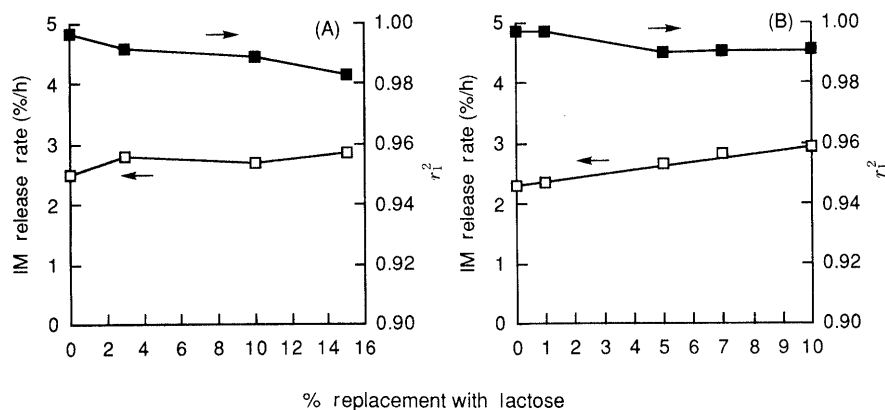 (A)
IM release rate (%/h)
5
4
3
2
1
0
0 2 4 6 8 10 12 14 16
1.00
0.98
0.96
0.94
0.92
0.90
r₁²
(B)
IM release rate (%/h)
5
4
3
2
1
0
0 1 2 3 4 5 6 7 8 9 10
1.00
0.98
0.96
0.94
0.92
0.90
r₁²
% replacement with lactose